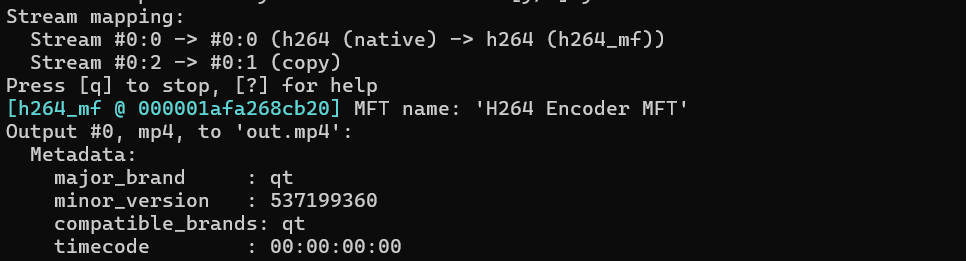 Stream mapping:
  Stream #0:0 -> #0:0 (h264 (native) -> h264 (h264_mf))
  Stream #0:2 -> #0:1 (copy)
Press [q] to stop, [?] for help
[h264_mf @ 000001afa268cb20] MFT name: 'H264 Encoder MFT'
Output #0, mp4, to 'out.mp4':
  Metadata:
    major_brand     : qt
    minor_version   : 537199360
    compatible_brands: qt
    timecode        : 00:00:00:00